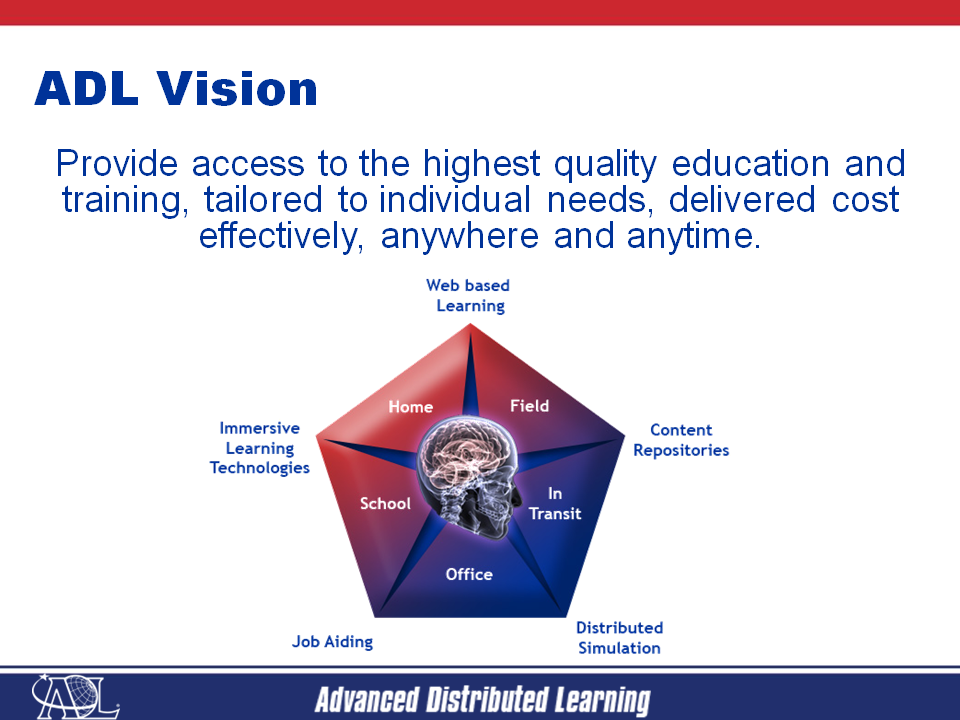 ADL Vision
Provide access to the highest quality education and
training, tailored to individual needs, delivered cost
effectively, anywhere and anytime.
Web based
Learning
Home
Field
Immersive
Learning
Technologies
Content
Repositories
School
In
Transit
Office
Job Aiding
Distributed
Simulation
ADL
Advanced Distributed Learning